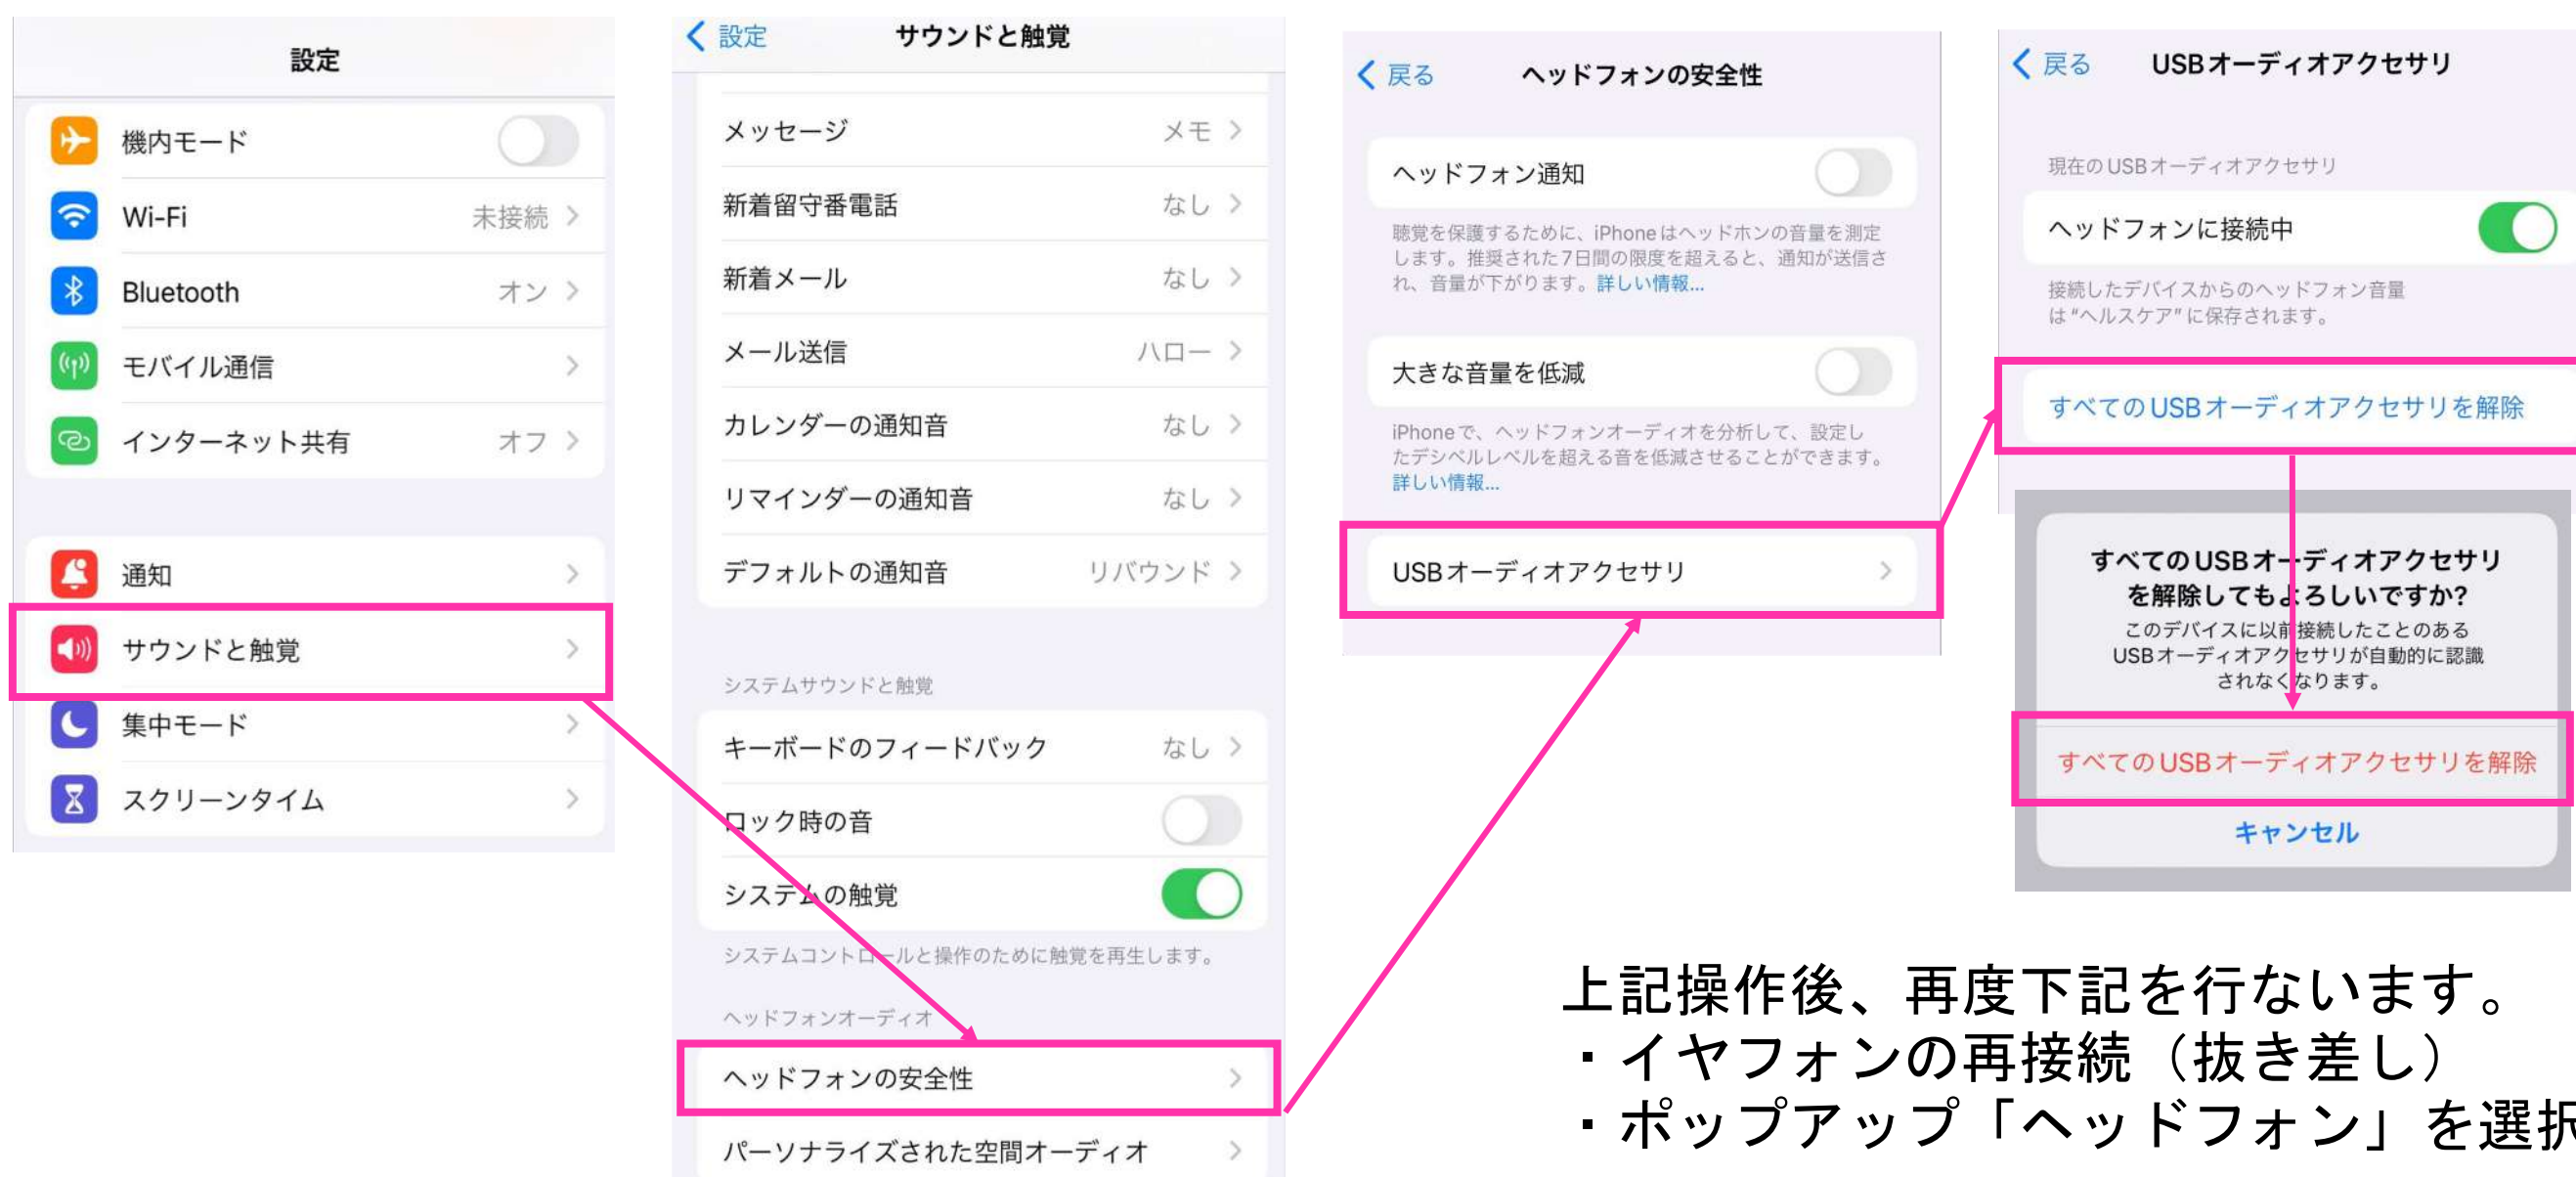 設定
機内モード
Wi-Fi 未接続
Bluetooth オン
モバイル通信
インターネット共有 オフ
通知
サウンドと触覚
集中モード
スクリーンタイム
設定 サウンドと触覚
メッセージ メモ
新着留守番電話 なし
新着メール なし
メール送信 ハロー
カレンダーの通知音 なし
リマインダーの通知音 なし
デフォルトの通知音 リバウンド
システムサウンドと触覚
キーボードのフィードバック なし
ロック時の音
システムの触覚
システムコントロールと操作のために触覚を再生します。
ヘッドフォンオーディオ
ヘッドフォンの安全性
パーソナライズされた空間オーディオ
戻る ヘッドフォンの安全性
ヘッドフォン通知
聴覚を保護するために、iPhoneはヘッドホンの音量を測定
します。推奨された7日間の限度を超えると、通知が送信さ
れ、音量が下がります。詳しい情報...
大きな音量を低減
iPhoneで、ヘッドフォンオーディオを分析して、設定し
たデシベルレベルを超える音を低減させることができます。
詳しい情報...
USBオーディオアクセサリ
戻る USBオーディオアクセサリ
現在のUSBオーディオアクセサリ
ヘッドフォンに接続中
接続したデバイスからのヘッドフォン音量
は“ヘルスケア”に保存されます。
すべてのUSBオーディオアクセサリを解除
すべてのUSBオーディオアクセサリ
を解除してもよろしいですか?
このデバイスに以前接続したことのある
USBオーディオアクセサリが自動的に認識
されなくなります。
すべてのUSBオーディオアクセサリを解除
キャンセル
上記操作後、再度下記を行ないます。
・イヤフォンの再接続（抜き差し）
・ポップアップ「ヘッドフォン」を選択